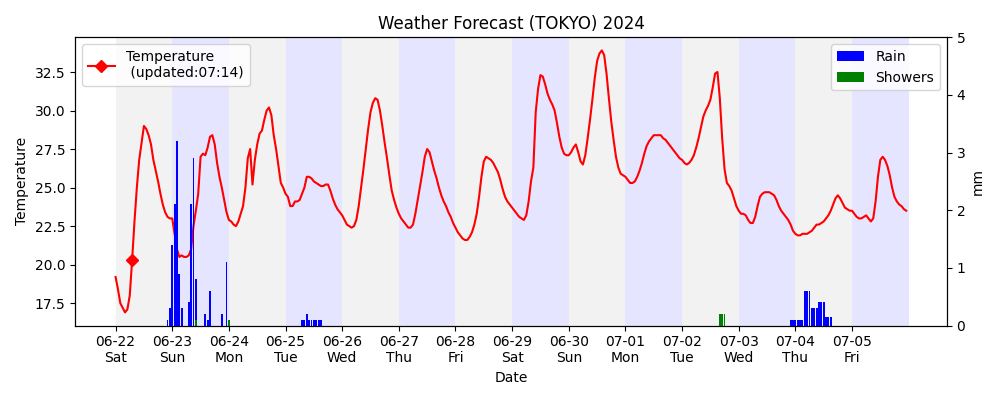 Weather Forecast (TOKYO) 2024
Temperature
(updated:07:14)
Rain
Showers
Temperature
32.5
30.0
27.5
25.0
22.5
20.0
17.5
5
4
3
2
1
0
mm
06-22 06-23 06-24 06-25 06-26 06-27 06-28 06-29 06-30 07-01 07-02 07-03 07-04 07-05
Sat Sun Mon Tue Wed Thu Fri Sat Sun Mon Tue Wed Thu Fri
Date